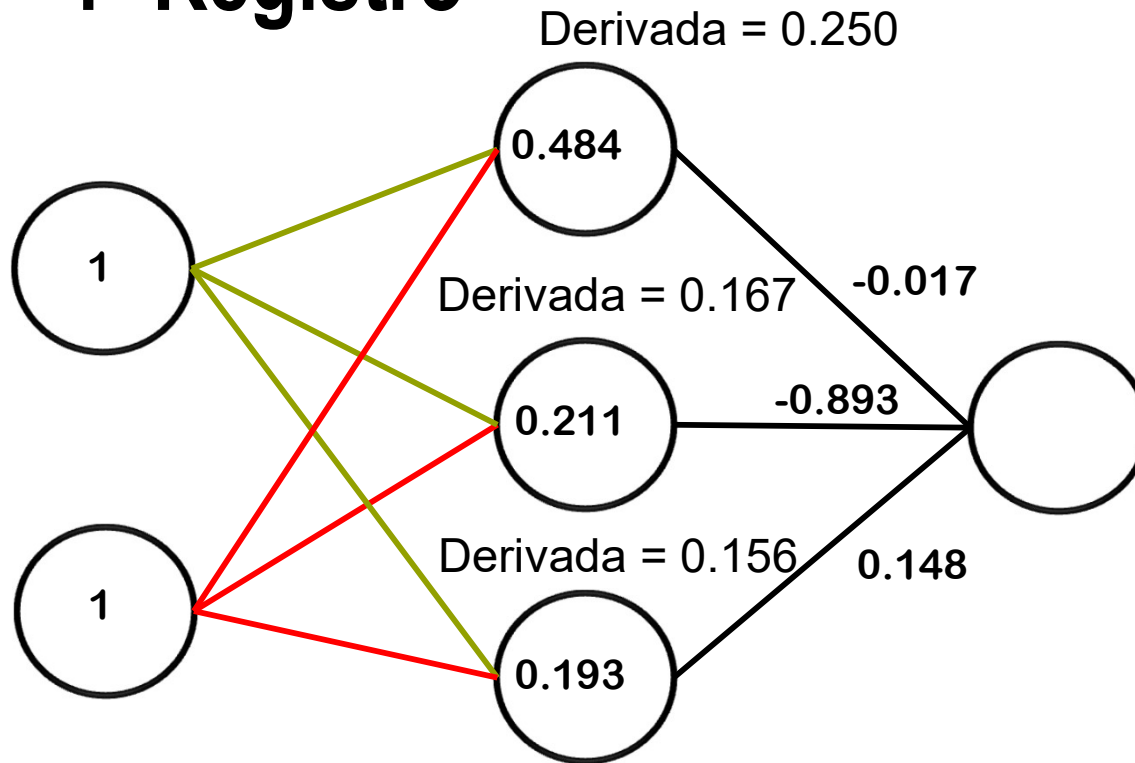 Registro
Derivada = 0.250
0.484
1
Derivada = 0.167
-0.017
-0.893
0.211
Derivada = 0.156
0.148
1
0.193